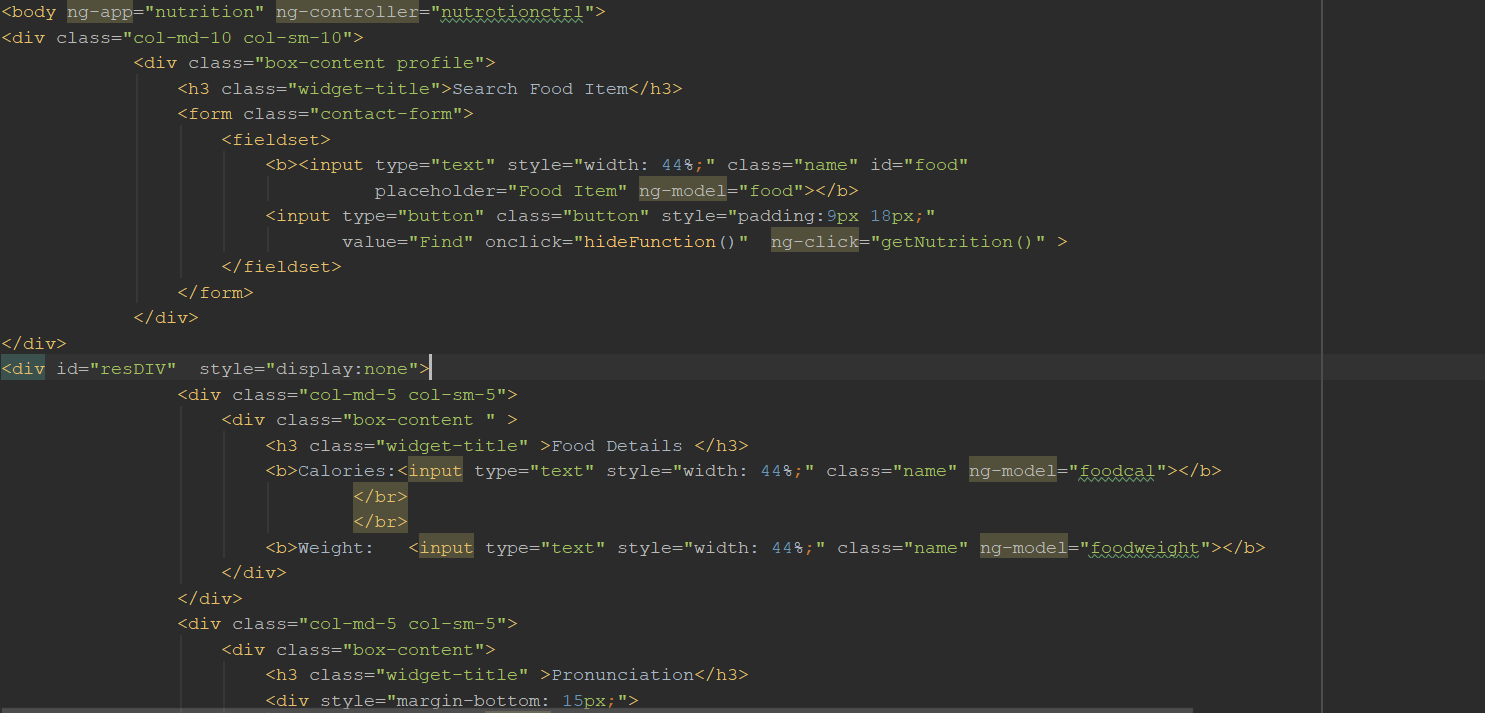 <body ng-app="nutrition" ng-controller="nutrotionctrl">
<div class="col-md-10 col-sm-10">
<div class="box-content profile">
<h3 class="widget-title">Search Food Item</h3>
<form class="contact-form">
<fieldset>
<b><input type="text" style="width: 44%;" class="name" id="food"
placeholder="Food Item" ng-model="food"></b>
<input type="button" class="button" style="padding:9px 18px;"
value="Find" onclick="hideFunction()"  ng-click="getNutrition()" >
</fieldset>
</form>
</div>
</div>
<div id="resDIV"  style="display:none">
<div class="col-md-5 col-sm-5">
<div class="box-content " >
<h3 class="widget-title" >Food Details </h3>
<b>Calories:<input type="text" style="width: 44%;" class="name" ng-model="foodcal"></b>
</br>
</br>
<b>Weight:   <input type="text" style="width: 44%;" class="name" ng-model="foodweight"></b>
</div>
</div>
<div class="col-md-5 col-sm-5">
<div class="box-content">
<h3 class="widget-title" >Pronunciation</h3>
<div style="margin-bottom: 15px;">